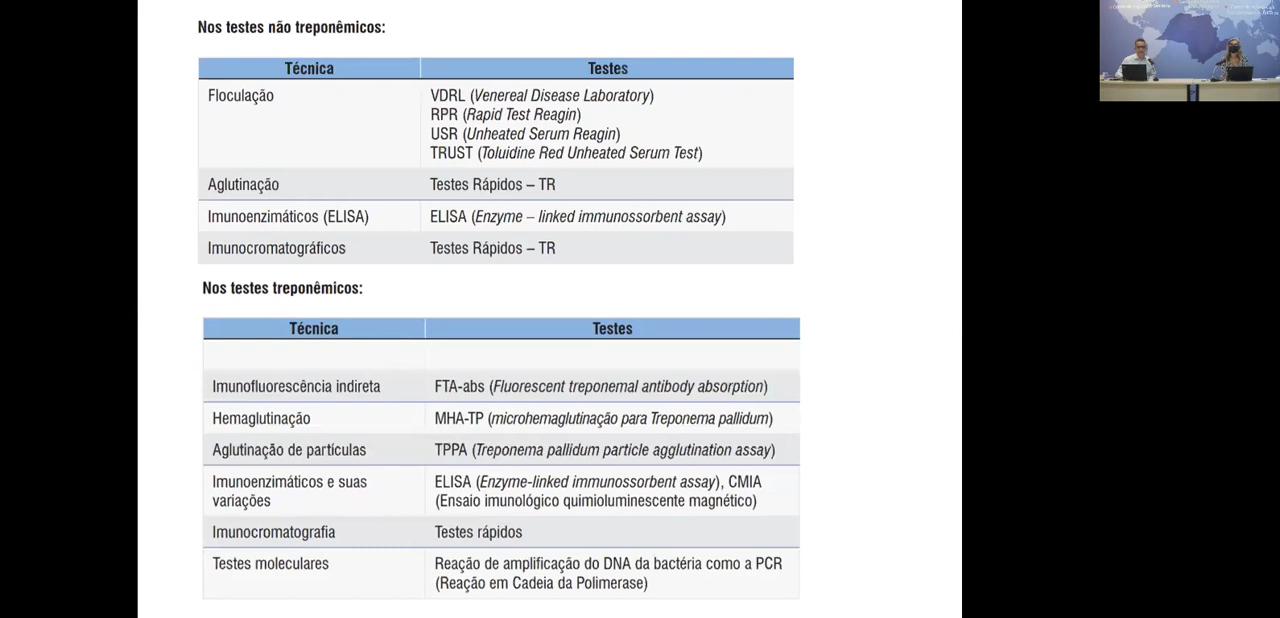 Nos testes não treponêmicos:
Técnica Testes
Floculação VDRL (Venereal Disease Laboratory)
RPR (Rapid Test Reagin)
USR (Unheated Serum Reagin)
TRUST (Toluidine Red Unheated Serum Test)
Aglutinação Testes Rápidos – TR
Imunoenzimáticos (ELISA) ELISA (Enzyme – linked immunossorbent assay)
Imunocromatográficos Testes Rápidos – TR
Nos testes treponêmicos:
Técnica Testes
Imunofluorescência indireta FTA-abs (Fluorescent treponemal antibody absorption)
Hemaglutinação MHA-TP (microhemaglutinação para Treponema pallidum)
Aglutinação de partículas TPPA (Treponema pallidum particle agglutination assay)
Imunoenzimáticos e suas ELISA (Enzyme-linked immunossorbent assay), CMIA
variações (Ensaio imunológico quimioluminescente magnético)
Imunocromatografia Testes rápidos
Testes moleculares Reação de amplificação do DNA da bactéria como a PCR
(Reação em Cadeia da Polimerase)